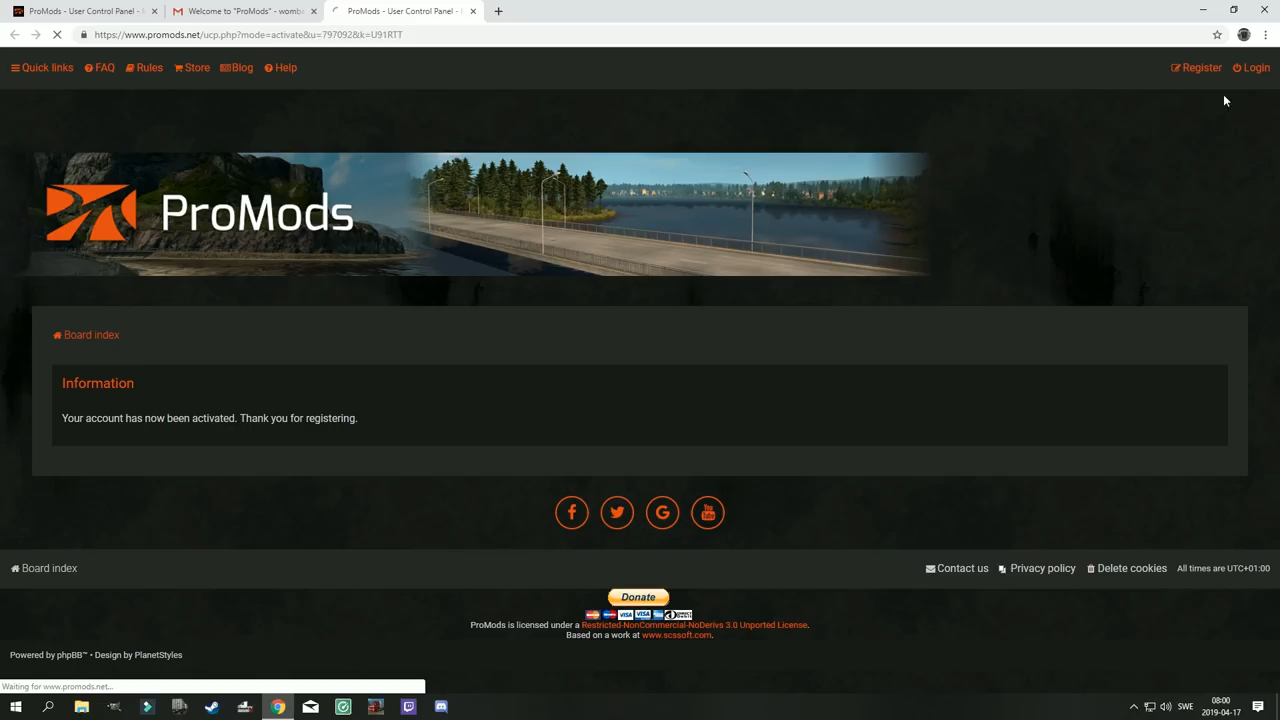 ProMods - User Control Panel -
Welcome to "ProMods" - womba
ProMods - User Control Panel -
https://www.promods.net/ucp.php?mode=activate&u=797092&k=U91RTT
Quick links FAQ Rules Store Blog Help
Register Login
ProMods
Board index
Information
Your account has now been activated. Thank you for registering.
Board index
Contact us Privacy policy Delete cookies All times are UTC+01:00
Donate
ProMods is licensed under a Restricted-NonCommercial-NoDerivs 3.0 Unported License.
Based on a work at www.scssoft.com.
Powered by phpBB™ • Design by PlanetStyles
Waiting for www.promods.net...
SWE
08:00
2019-04-17